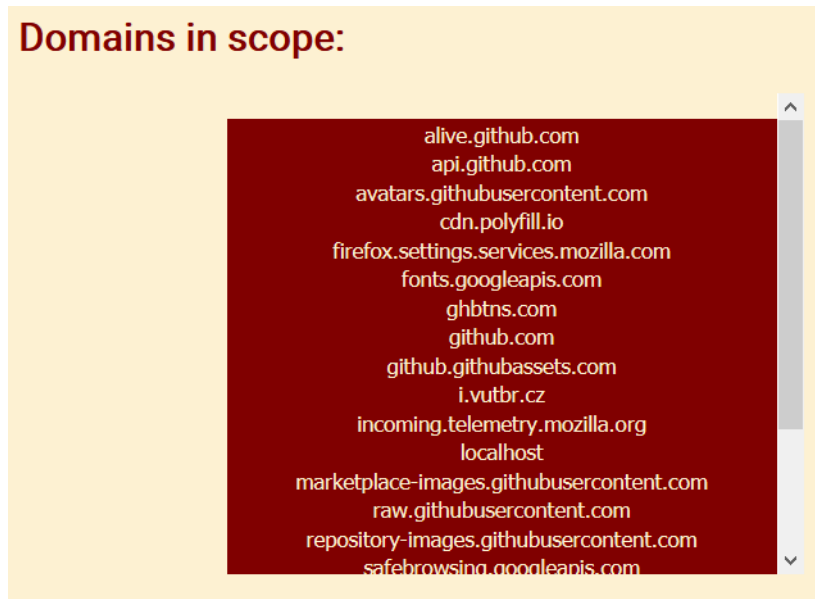 Domains in scope:
alive.github.com
api.github.com
avatars.githubusercontent.com
cdn.polyfill.io
firefox.settings.services.mozilla.com
fonts.googleapis.com
ghbtns.com
github.com
github.githubassets.com
i.vutbr.cz
incoming.telemetry.mozilla.org
localhost
marketplace-images.githubusercontent.com
raw.githubusercontent.com
repository-images.githubusercontent.com
safebrowsing.googleapis.com